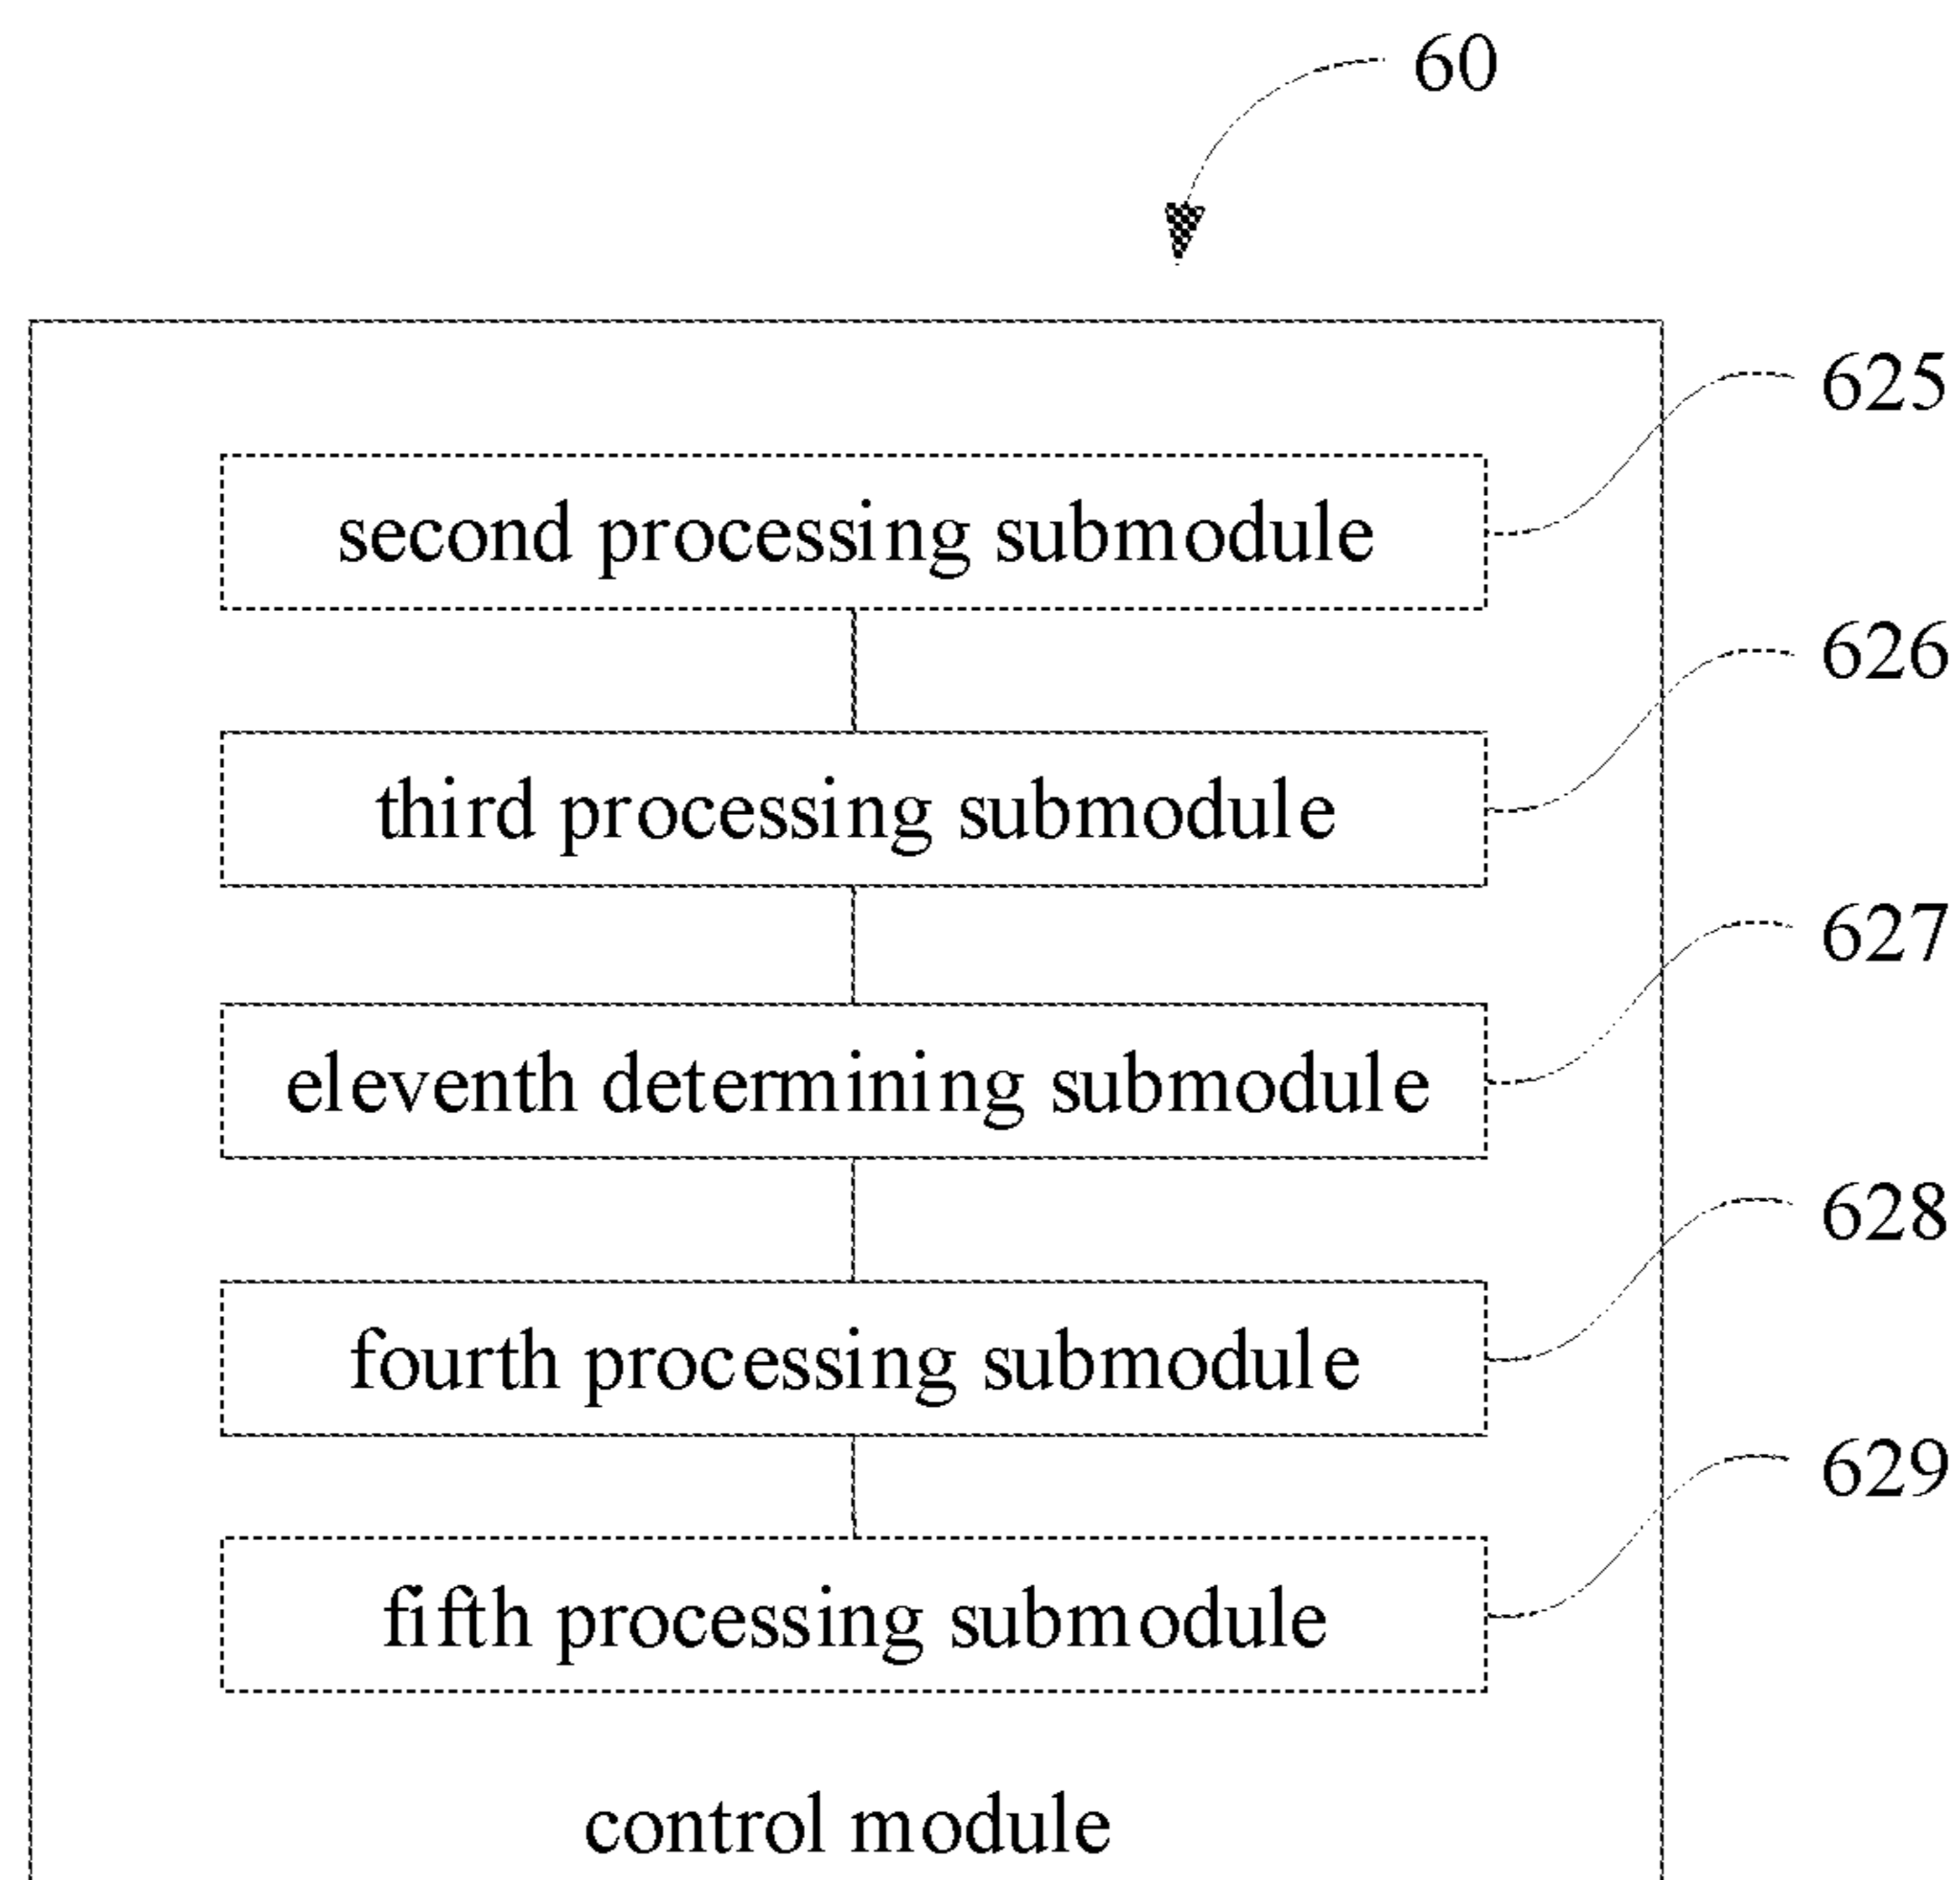 60
625
second processing submodule
626
third processing submodule
627
eleventh determining submodule
628
fourth processing submodule
629
fifth processing submodule
control module